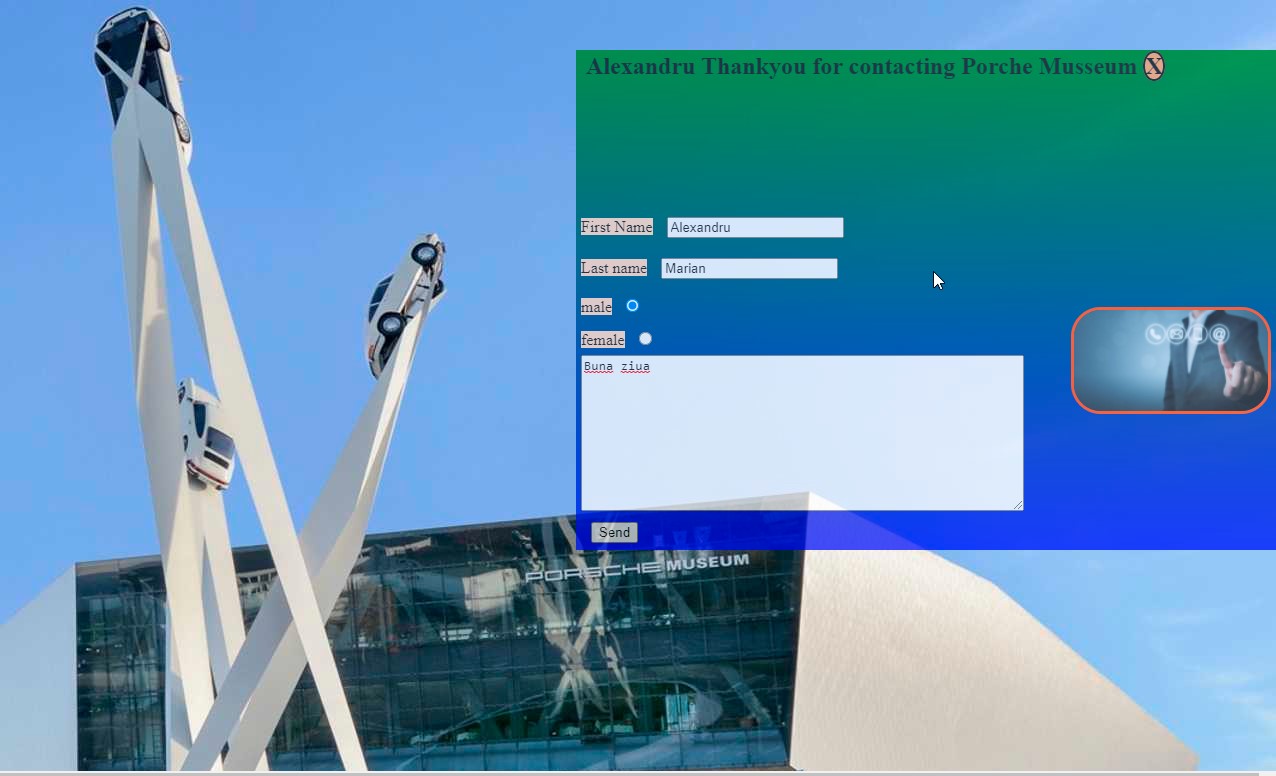 Alexandru Thankyou for contacting Porche Musseum X
First Name Alexandru
Last name Marian
male
female
Buna ziua
Send
PORSCHE MUSEUM